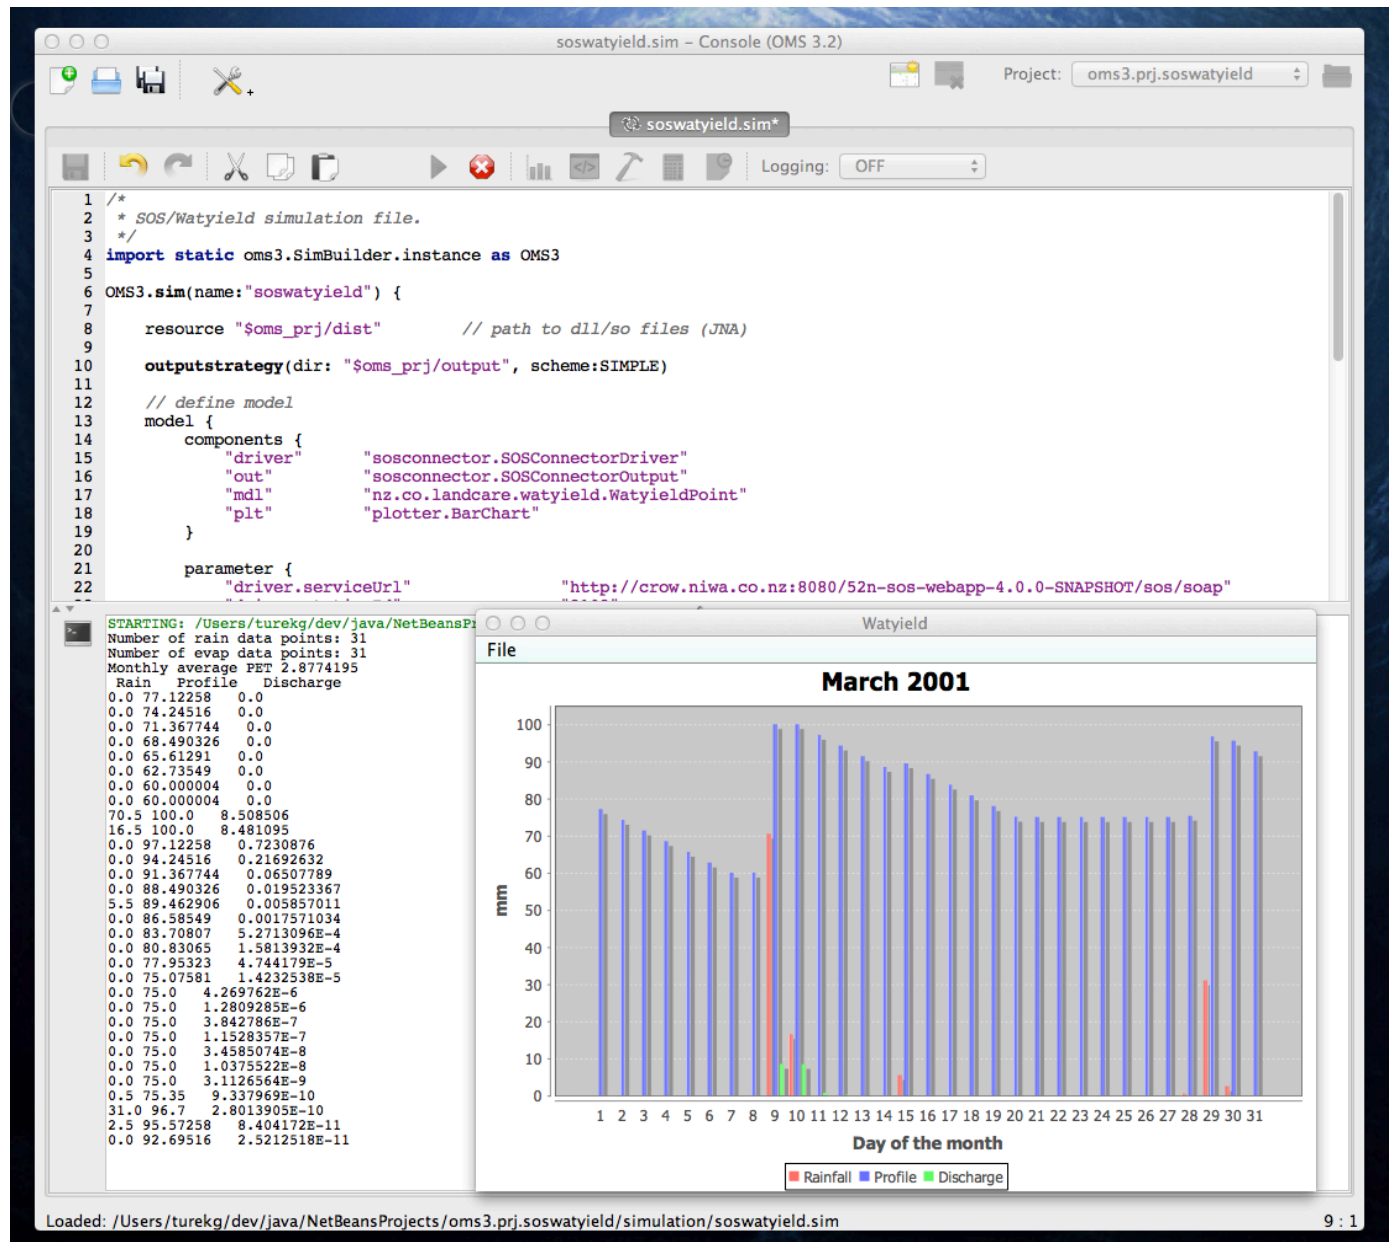 soswatyield.sim – Console (OMS 3.2)
Project: oms3.prj.soswatyield
soswatyield.sim*
Logging: OFF
1 /*
2 * SOS/Watyield simulation file.
3 */
4 import static oms3.SimBuilder.instance as OMS3
5
6 OMS3.sim(name:"soswatyield") {
7
8 resource "$oms_prj/dist" // path to dll/so files (JNA)
9
10 outputstrategy(dir: "$oms_prj/output", scheme:SIMPLE)
11
12 // define model
13 model {
14 components {
15 "driver" "sosconnector.SOSConnectorDriver"
16 "out" "sosconnector.SOSConnectorOutput"
17 "mdl" "nz.co.landcare.watyield.WatyieldPoint"
18 "plt" "plotter.BarChart"
19 }
20
21 parameter {
22 "driver.serviceUrl" "http://crow.niwa.co.nz:8080/52n-sos-webapp-4.0.0-SNAPSHOT/sos/soap"
STARTING: /Users/turekg/dev/java/NetBeansP
Number of rain data points: 31
Number of evap data points: 31
Monthly average PET 2.8774195
Rain Profile Discharge
0.0 77.12258 0.0
0.0 74.24516 0.0
0.0 71.367744 0.0
0.0 68.490326 0.0
0.0 65.61291 0.0
0.0 62.73549 0.0
0.0 60.000004 0.0
0.0 60.000004 0.0
70.5 100.0 8.508506
16.5 100.0 8.481095
0.0 97.12258 0.7230876
0.0 94.24516 0.21692632
0.0 91.367744 0.06507789
0.0 88.490326 0.019523367
5.5 89.462906 0.005857011
0.0 86.58549 0.0017571034
0.0 83.70807 5.2713096E-4
0.0 80.83065 1.5813932E-4
0.0 77.95323 4.744179E-5
0.0 75.07581 1.4232538E-5
0.0 75.0 4.269762E-6
0.0 75.0 1.2809285E-6
0.0 75.0 3.842786E-7
0.0 75.0 1.1528357E-7
0.0 75.0 3.4585074E-8
0.0 75.0 1.0375522E-8
0.0 75.0 3.1126564E-9
0.5 75.35 9.337969E-10
31.0 96.7 2.8013905E-10
2.5 95.57258 8.404172E-11
0.0 92.69516 2.5212518E-11
Watyield
File
March 2001
100
90
80
70
60
50
40
30
20
10
0
mm
1 2 3 4 5 6 7 8 9 10 11 12 13 14 15 16 17 18 19 20 21 22 23 24 25 26 27 28 29 30 31
Day of the month
Rainfall Profile Discharge
Loaded: /Users/turekg/dev/java/NetBeansProjects/oms3.prj.soswatyield/simulation/soswatyield.sim
9 : 1